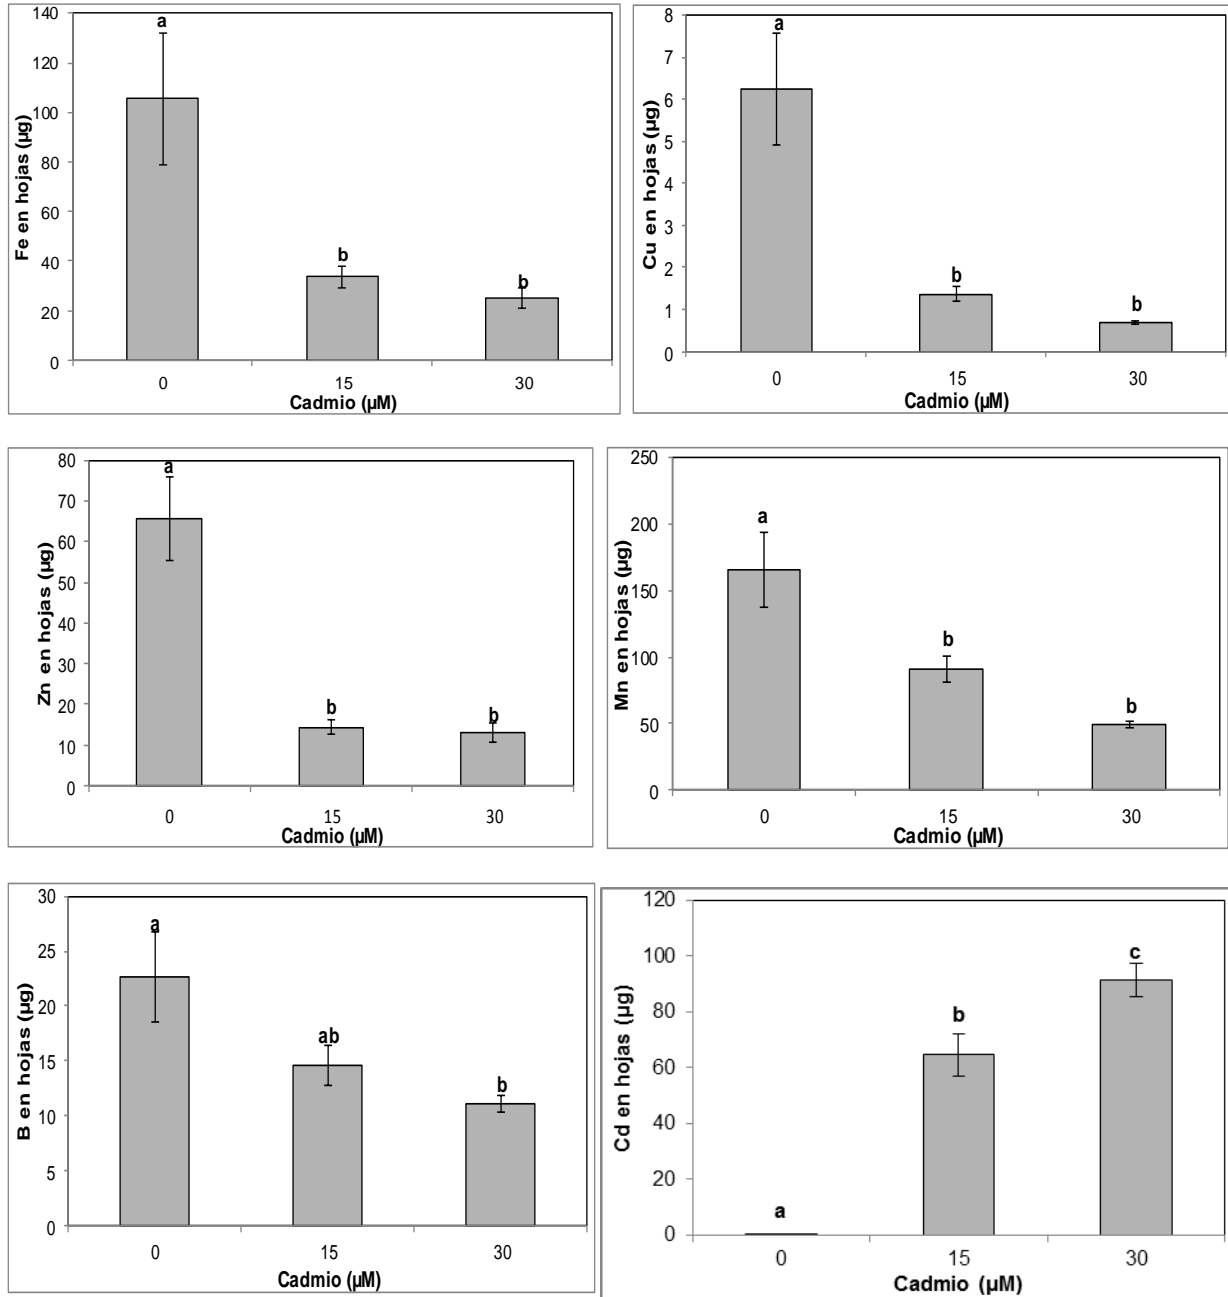 Fe en hojas (µg)
140
120
100
80
60
40
20
0
a
b
b
0 15 30
Cadmio (µM)
Cu en hojas (µg)
8
7
6
5
4
3
2
1
0
a
b
b
0 15 30
Cadmio (µM)
Zn en hojas (µg)
80
70
60
50
40
30
20
10
0
a
b
b
0 15 30
Cadmio (µM)
Mn en hojas (µg)
250
200
150
100
50
0
a
b
b
0 15 30
Cadmio (µM)
B en hojas (µg)
30
25
20
15
10
5
0
a
ab
b
0 15 30
Cadmio (µM)
Cd en hojas (µg)
120
100
80
60
40
20
0
a
b
c
0 15 30
Cadmio (µM)